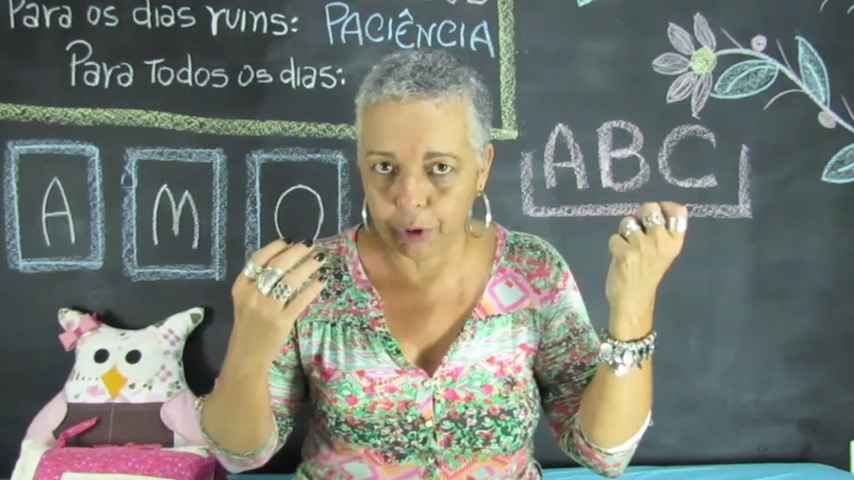 Para os dias ruins: PACIÊNCIA
Para Todos os dias:
A M O
ABC